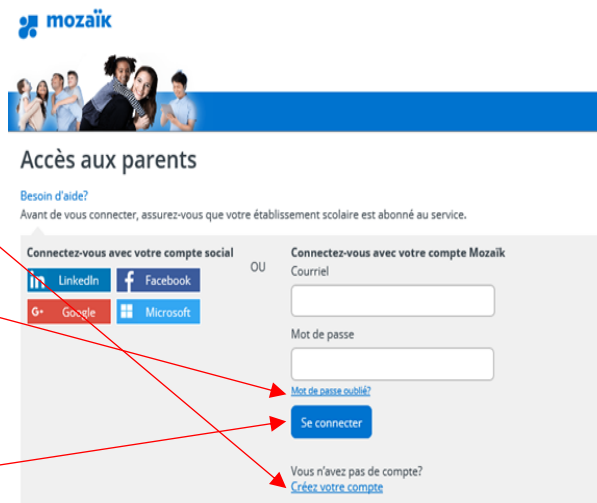 mozaïk
Accès aux parents
Besoin d'aide?
Avant de vous connecter, assurez-vous que votre établissement scolaire est abonné au service.
Connectez-vous avec votre compte social
in LinkedIn
f Facebook
G+ Google
Microsoft
OU
Connectez-vous avec votre compte Mozaïk
Courriel
Mot de passe
Mot de passe oublié?
Se connecter
Vous n'avez pas de compte?
Créez votre compte